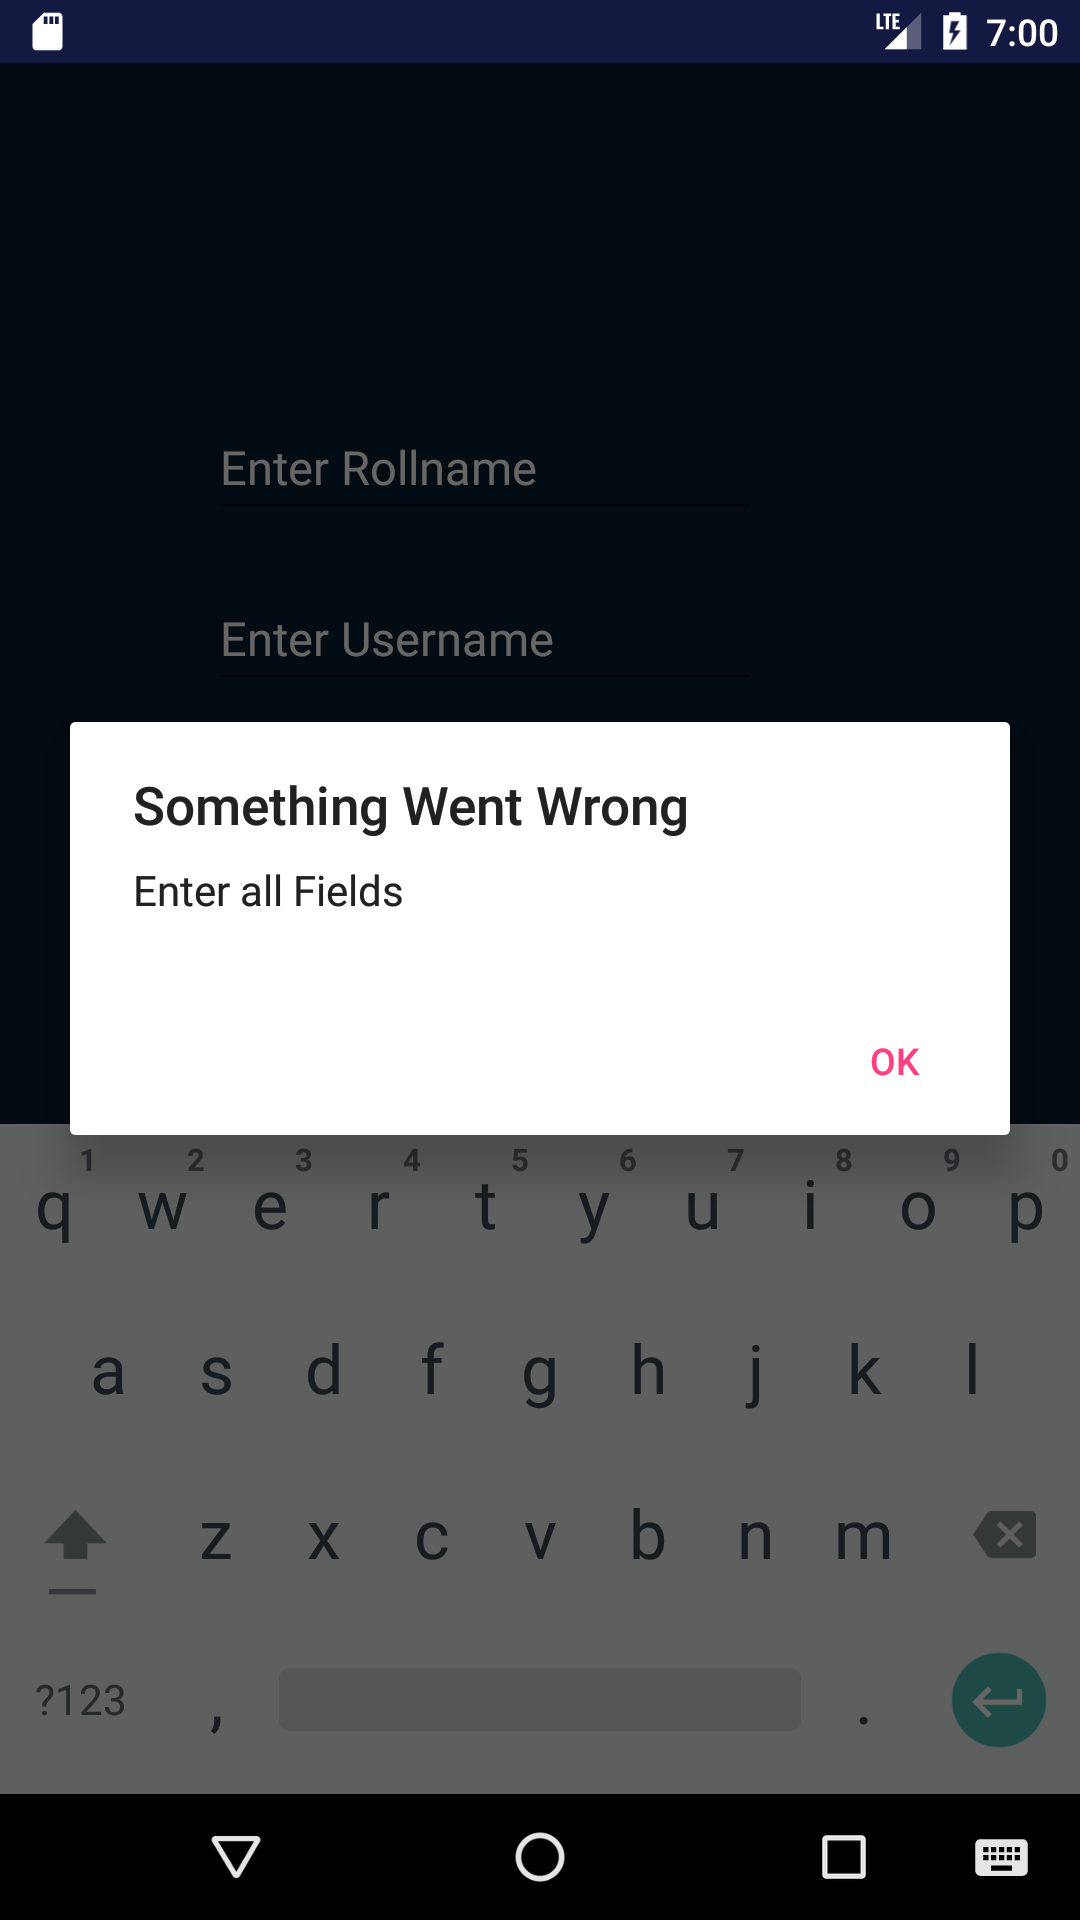 LTE 7:00
Enter Rollname
Enter Username
Something Went Wrong
Enter all Fields
OK
1 2 3 4 5 6 7 8 9 0
q w e r t y u i o p
a s d f g h j k l
z x c v b n m
?123 , .